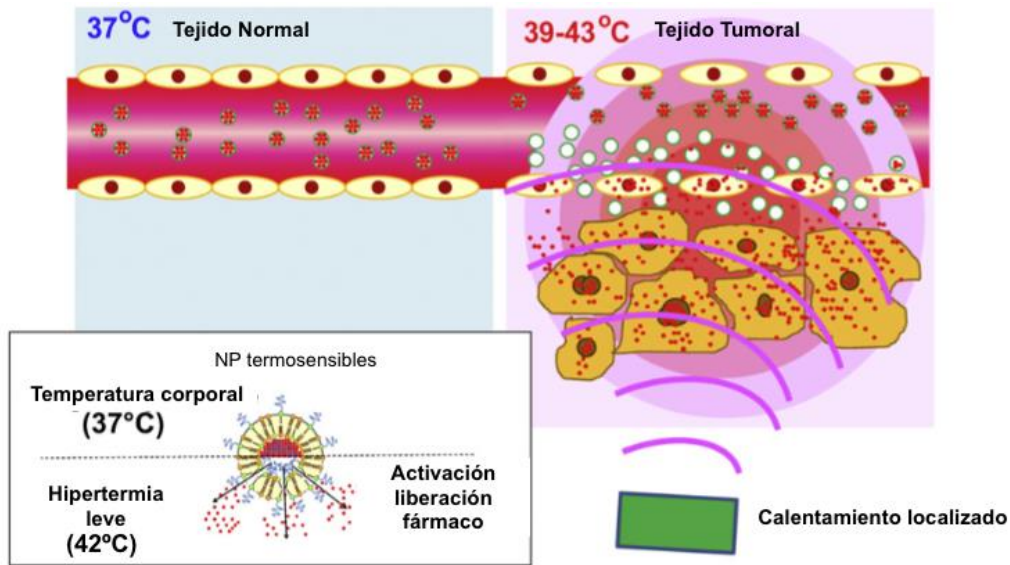 37°C Tejido Normal
39-43°C Tejido Tumoral
NP termosensibles
Temperatura corporal
(37°C)
Hipertermia
leve
(42ºC)
Activación
liberación
fármaco
Calentamiento localizado